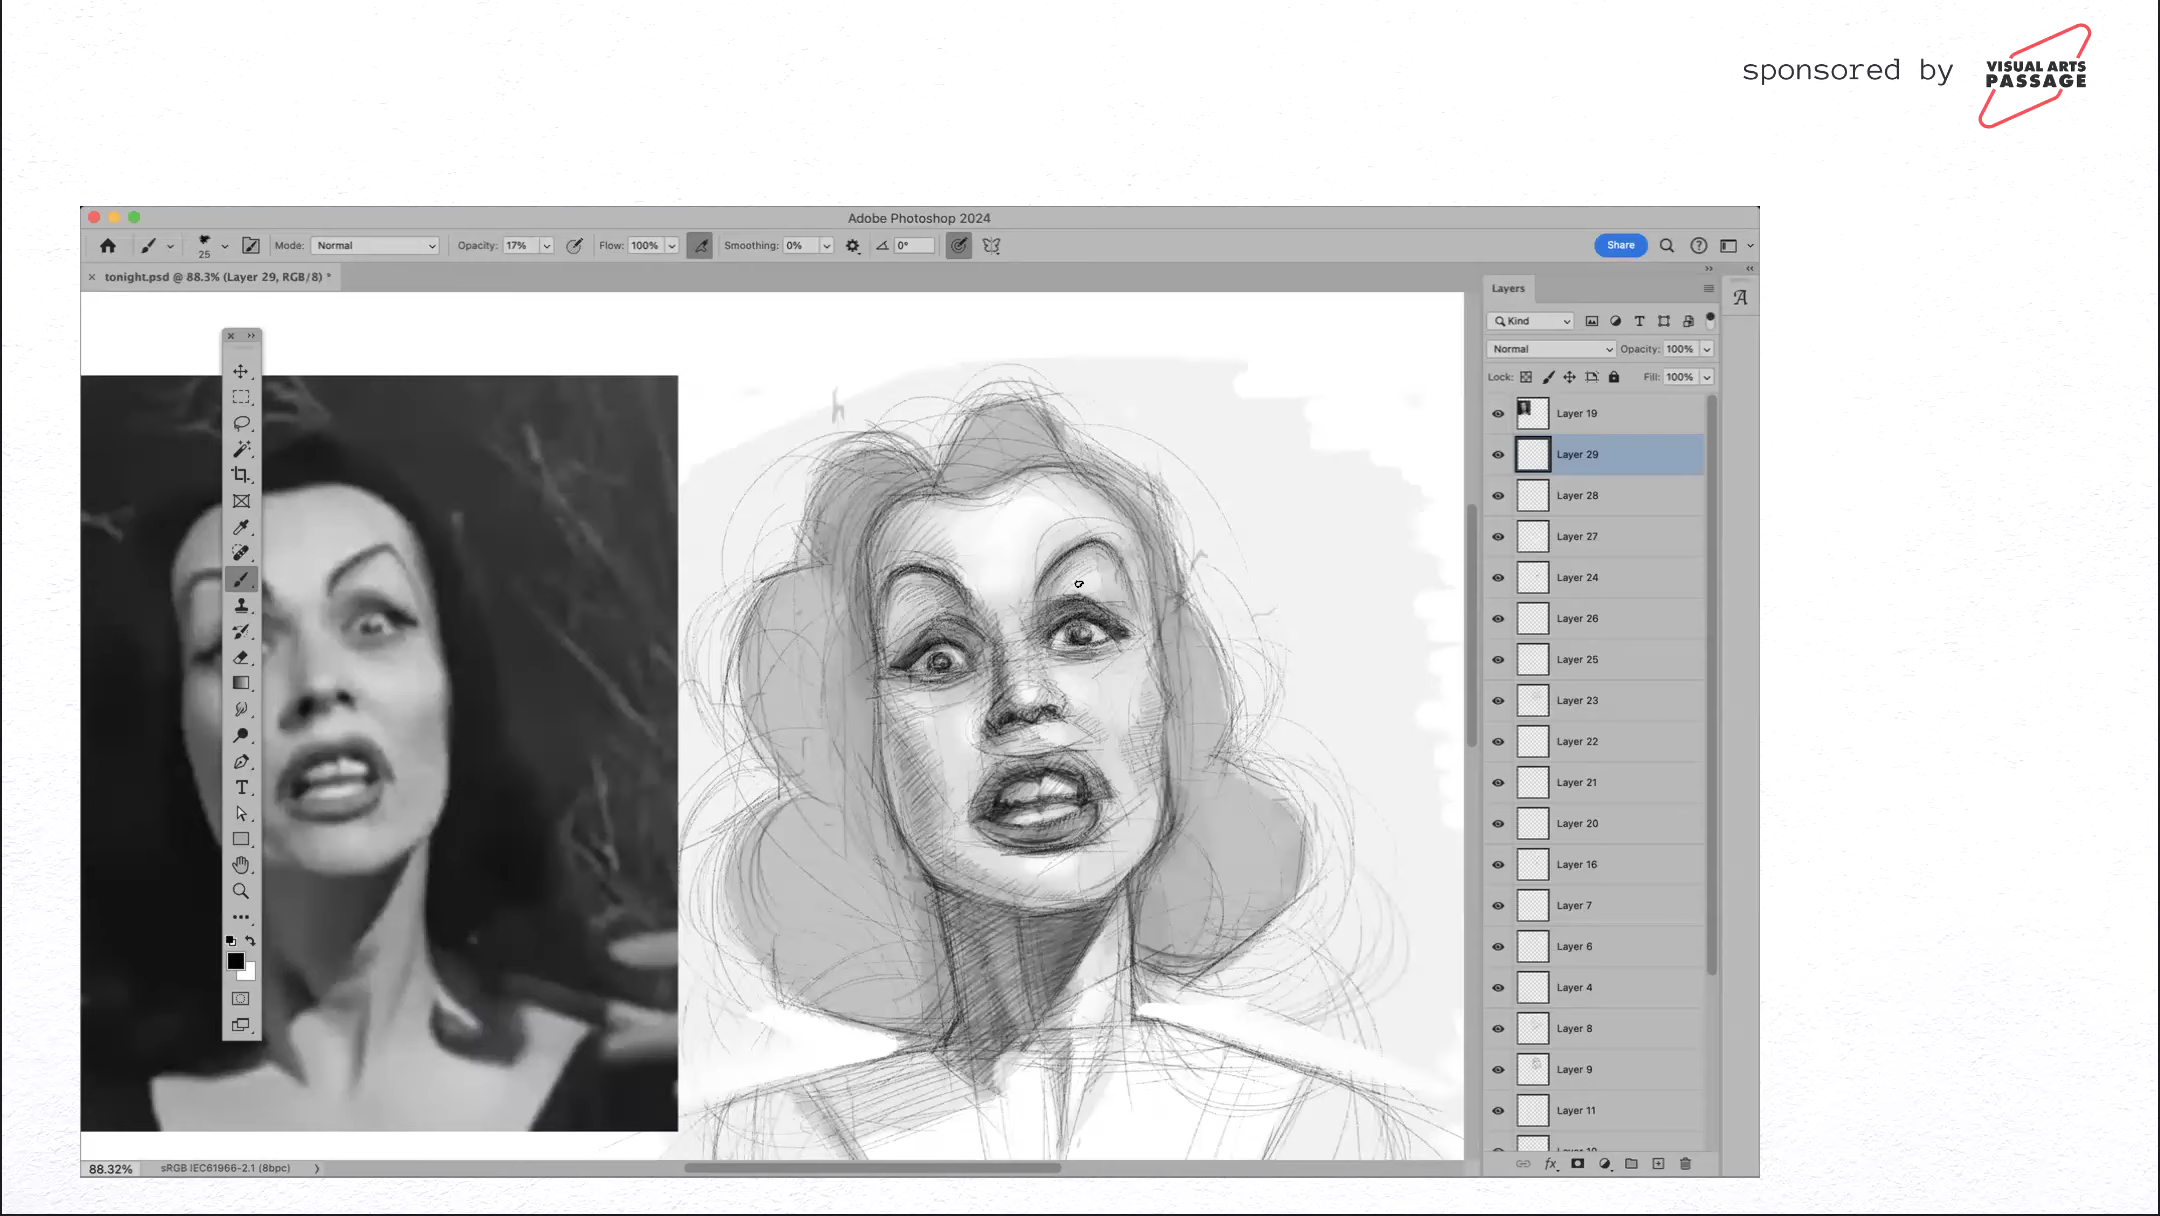 sponsored by
VISUAL ARTS
PASSAGE
Adobe Photoshop 2024
25
Mode: Normal
Opacity: 17%
Flow: 100%
Smoothing: 0%
0°
Share
× tonight.psd @ 88.3% (Layer 29, RGB/8) *
Layers
Kind
Normal
Opacity: 100%
Lock:
Fill: 100%
Layer 19
Layer 29
Layer 28
Layer 27
Layer 24
Layer 26
Layer 25
Layer 23
Layer 22
Layer 21
Layer 20
Layer 16
Layer 7
Layer 6
Layer 4
Layer 8
Layer 9
Layer 11
88.32%
sRGB IEC61966-2.1 (8bpc)